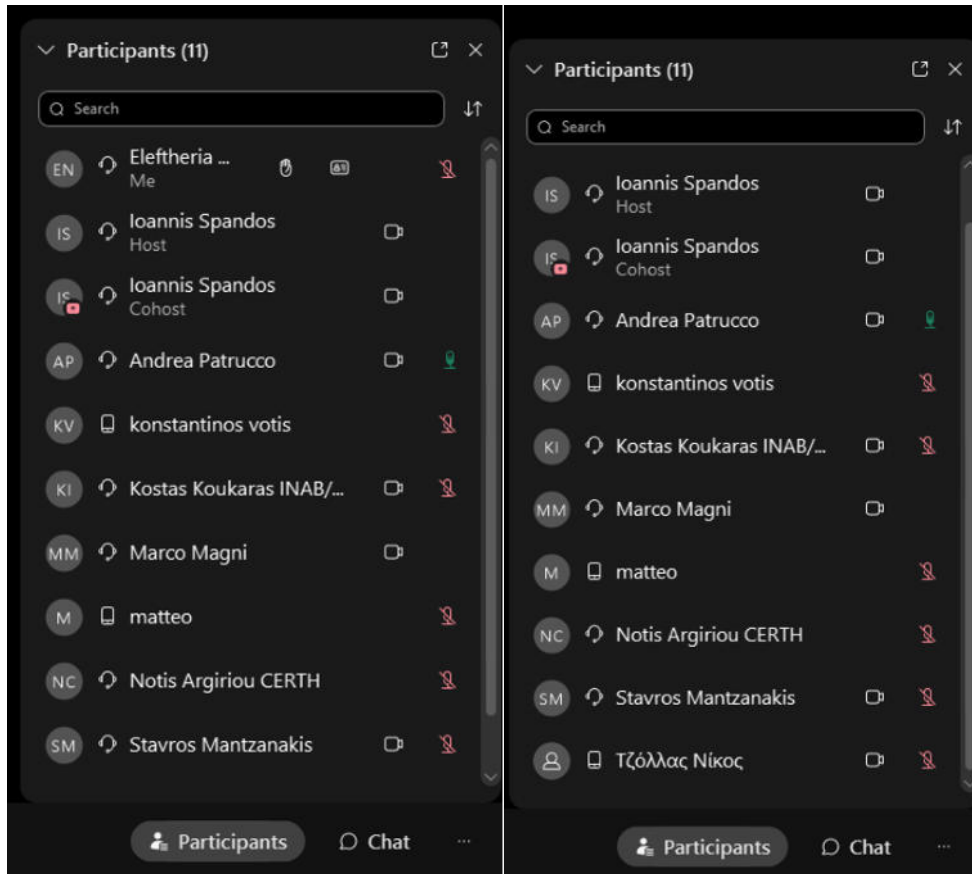 Participants (11)
Search
EN Eleftheria ...
Me
IS Ioannis Spandos
Host
IS Ioannis Spandos
Cohost
AP Andrea Patrucco
KV konstantinos votis
KI Kostas Koukaras INAB/...
MM Marco Magni
M matteo
NC Notis Argiriou CERTH
SM Stavros Mantzanakis
Participants Chat ...
Participants (11)
Search
IS Ioannis Spandos
Host
IS Ioannis Spandos
Cohost
AP Andrea Patrucco
KV konstantinos votis
KI Kostas Koukaras INAB/...
MM Marco Magni
M matteo
NC Notis Argiriou CERTH
SM Stavros Mantzanakis
Τζόλλας Νίκος
Participants Chat ...